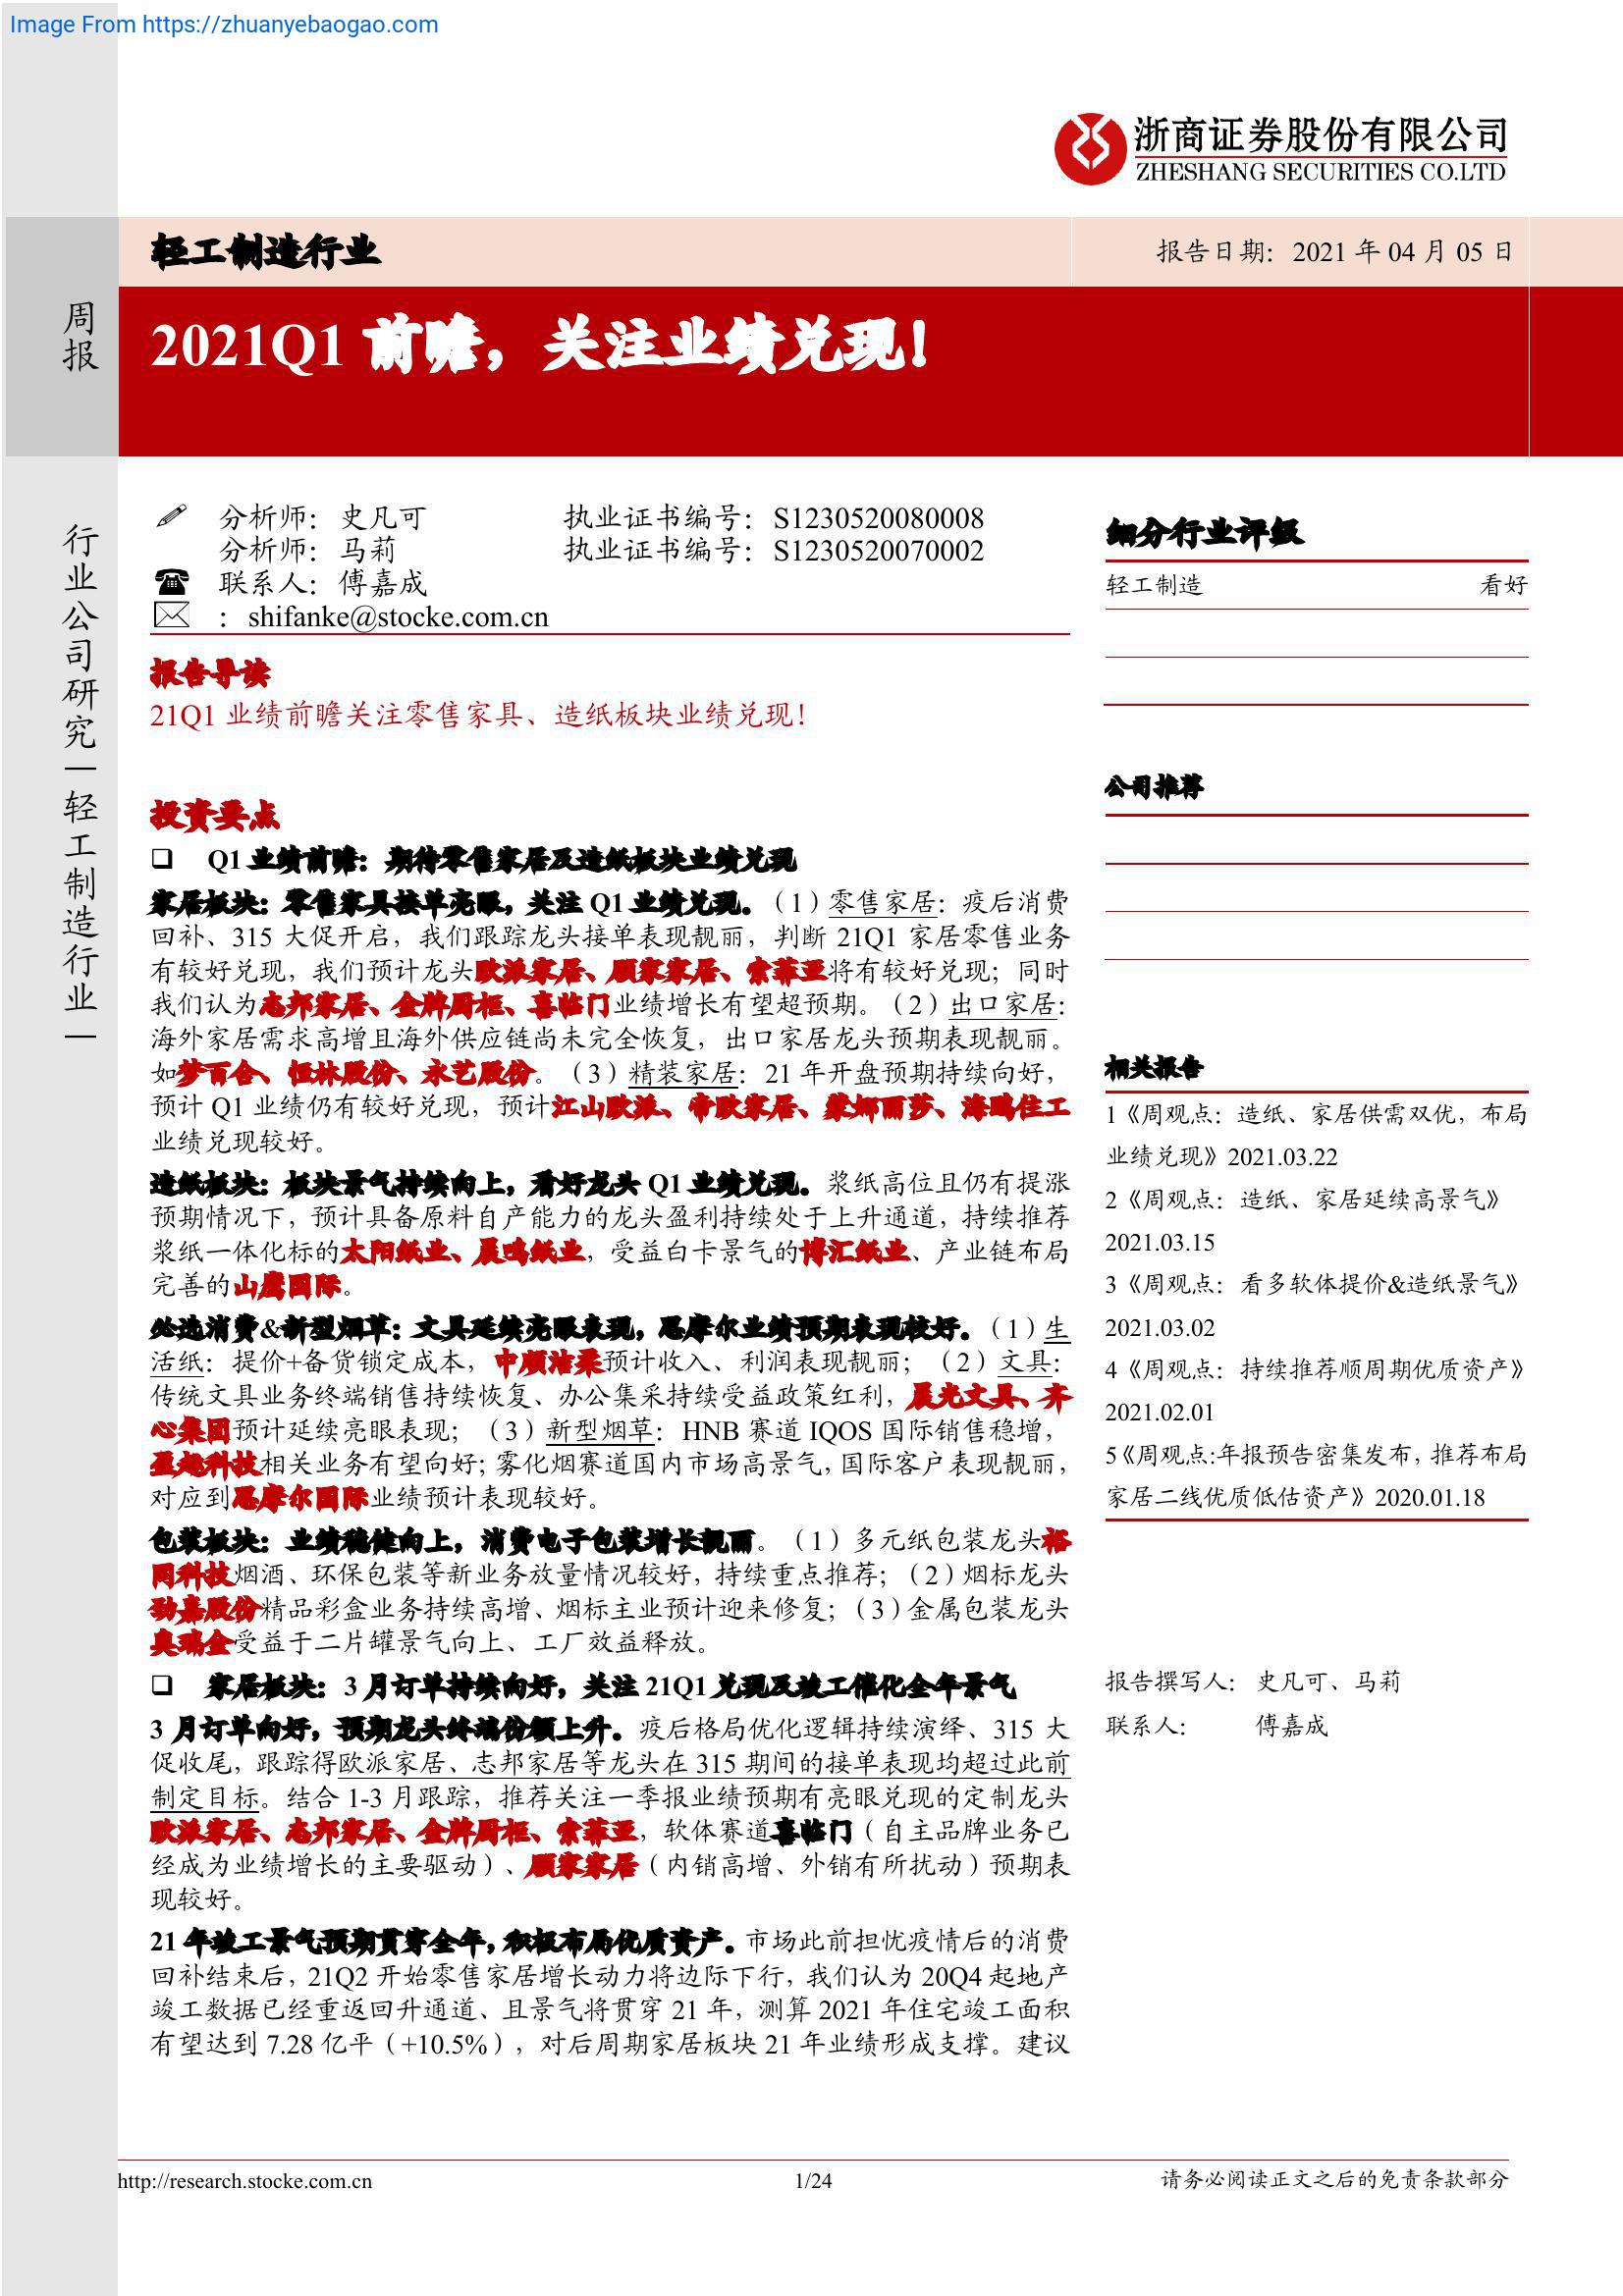 Image From https://zhuanyebaogao.com
浙商证券股份有限公司
ZHESHANG SECURITIES CO.LTD
轻工制造行业
报告日期：2021 年 04 月 05 日
周报
2021Q1 前瞻，关注业绩兑现！
行业公司研究｜轻工制造行业｜
分析师：史凡可 执业证书编号：S1230520080008
分析师：马莉 执业证书编号：S1230520070002
联系人：傅嘉成
：shifanke@stocke.com.cn
报告导读
21Q1 业绩前瞻关注零售家具、造纸板块业绩兑现！
投资要点
❑ Q1 业绩前瞻：期待零售家居及造纸板块业绩兑现
家居板块：零售家具接单亮眼，关注 Q1 业绩兑现。（1）零售家居：疫后消费
回补、315 大促开启，我们跟踪龙头接单表现靓丽，判断 21Q1 家居零售业务
有较好兑现，我们预计龙头欧派家居、顾家家居、索菲亚将有较好兑现；同时
我们认为志邦家居、金牌厨柜、喜临门业绩增长有望超预期。（2）出口家居：
海外家居需求高增且海外供应链尚未完全恢复，出口家居龙头预期表现靓丽。
如梦百合、恒林股份、永艺股份。（3）精装家居：21 年开盘预期持续向好，
预计 Q1 业绩仍有较好兑现，预计江山欧派、帝欧家居、蒙娜丽莎、海鸥住工
业绩兑现较好。
造纸板块：板块景气持续向上，看好龙头 Q1 业绩兑现。浆纸高位且仍有提涨
预期情况下，预计具备原料自产能力的龙头盈利持续处于上升通道，持续推荐
浆纸一体化标的太阳纸业、晨鸣纸业，受益白卡景气的博汇纸业、产业链布局
完善的山鹰国际。
必选消费&新型烟草：文具延续亮眼表现，思摩尔业绩预期表现较好。（1）生
活纸：提价+备货锁定成本，中顺洁柔预计收入、利润表现靓丽；（2）文具：
传统文具业务终端销售持续恢复、办公集采持续受益政策红利，晨光文具、齐
心集团预计延续亮眼表现；（3）新型烟草：HNB 赛道 IQOS 国际销售稳增，
盈趣科技相关业务有望向好；雾化烟赛道国内市场高景气，国际客户表现靓丽，
对应到思摩尔国际业绩预计表现较好。
包装板块：业绩稳健向上，消费电子包装增长靓丽。（1）多元纸包装龙头裕
同科技烟酒、环保包装等新业务放量情况较好，持续重点推荐；（2）烟标龙头
劲嘉股份精品彩盒业务持续高增、烟标主业预计迎来修复；（3）金属包装龙头
奥瑞金受益于二片罐景气向上、工厂效益释放。
❑ 家居板块：3 月订单持续向好，关注 21Q1 兑现及竣工催化全年景气
3 月订单向好，预期龙头终端份额上升。疫后格局优化逻辑持续演绎、315 大
促收尾，跟踪得欧派家居、志邦家居等龙头在 315 期间的接单表现均超过此前
制定目标。结合 1-3 月跟踪，推荐关注一季报业绩预期有亮眼兑现的定制龙头
欧派家居、志邦家居、金牌厨柜、索菲亚，软体赛道喜临门（自主品牌业务已
经成为业绩增长的主要驱动）、顾家家居（内销高增、外销有所扰动）预期表
现较好。
21 年竣工景气预期贯穿全年，积极布局优质资产。市场此前担忧疫情后的消费
回补结束后，21Q2 开始零售家居增长动力将边际下行，我们认为 20Q4 起地产
竣工数据已经重返回升通道、且景气将贯穿 21 年，测算 2021 年住宅竣工面积
有望达到 7.28 亿平（+10.5%），对后周期家居板块 21 年业绩形成支撑。建议
细分行业评级
轻工制造 看好
公司推荐
相关报告
1《周观点：造纸、家居供需双优，布局
业绩兑现》2021.03.22
2《周观点：造纸、家居延续高景气》
2021.03.15
3《周观点：看多软体提价&造纸景气》
2021.03.02
4《周观点：持续推荐顺周期优质资产》
2021.02.01
5《周观点:年报预告密集发布，推荐布局
家居二线优质低估资产》2020.01.18
报告撰写人：史凡可、马莉
联系人： 傅嘉成
http://research.stocke.com.cn
1/24
请务必阅读正文之后的免责条款部分